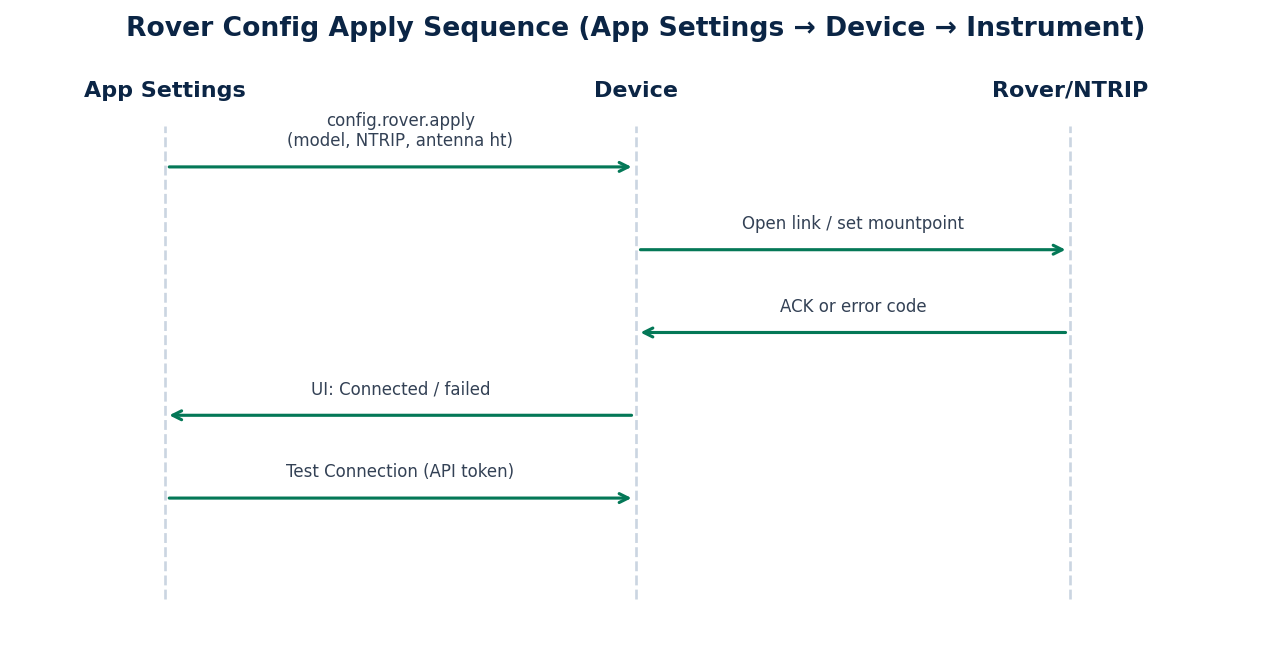 Rover Config Apply Sequence (App Settings → Device → Instrument)
App Settings
Device
Rover/NTRIP
config.rover.apply
(model, NTRIP, antenna ht)
Open link / set mountpoint
ACK or error code
UI: Connected / failed
Test Connection (API token)